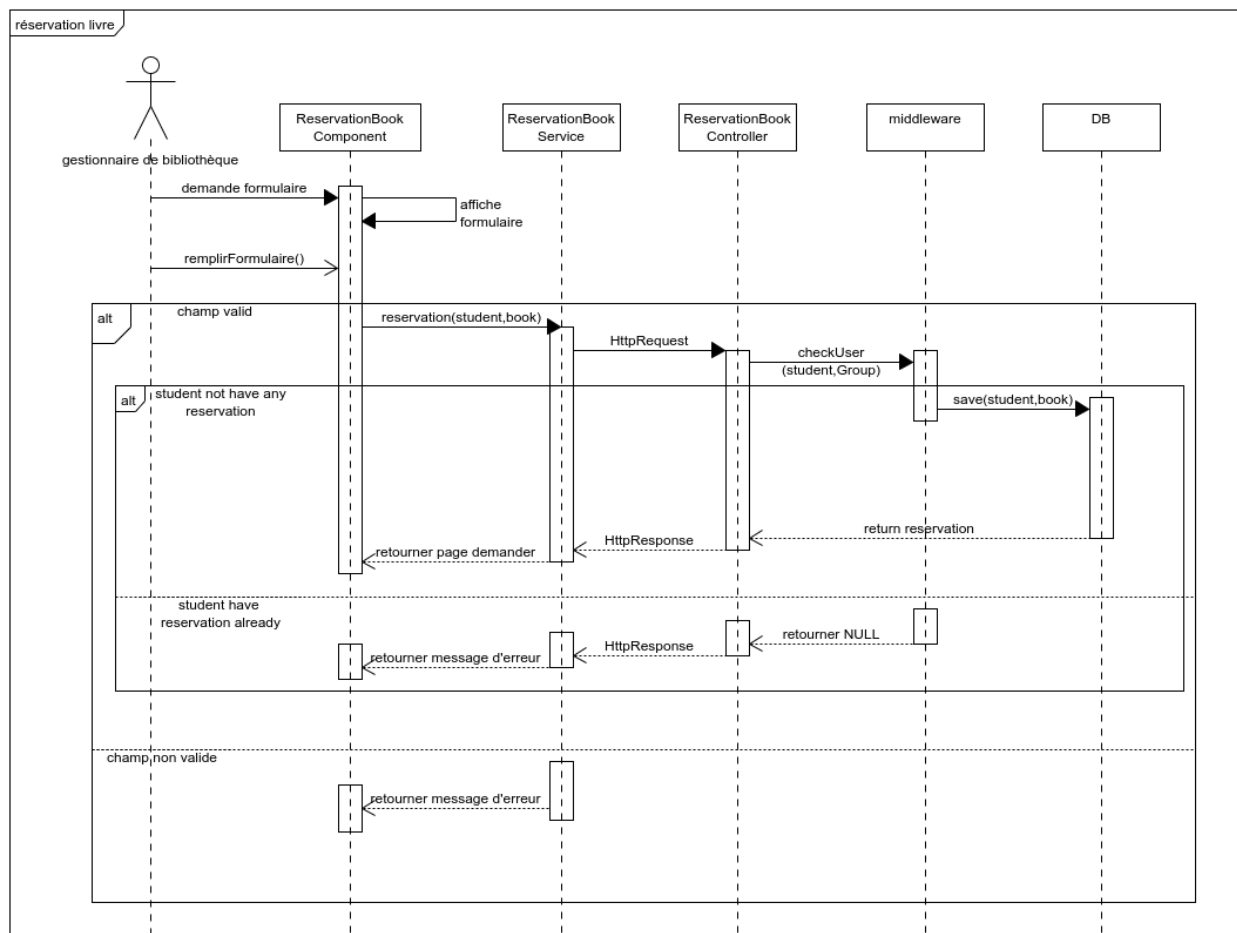 réservation livre
ReservationBook
Component
ReservationBook
Service
ReservationBook
Controller
middleware
DB
gestionnaire de bibliothèque
demande formulaire
affiche
formulaire
remplirFormulaire()
alt
champ valid
reservation(student,book)
HttpRequest
checkUser
(student,Group)
alt
student not have any
reservation
save(student,book)
return reservation
HttpResponse
retourner page demander
student have
reservation already
retourner NULL
HttpResponse
retourner message d'erreur
champ non valide
retourner message d'erreur